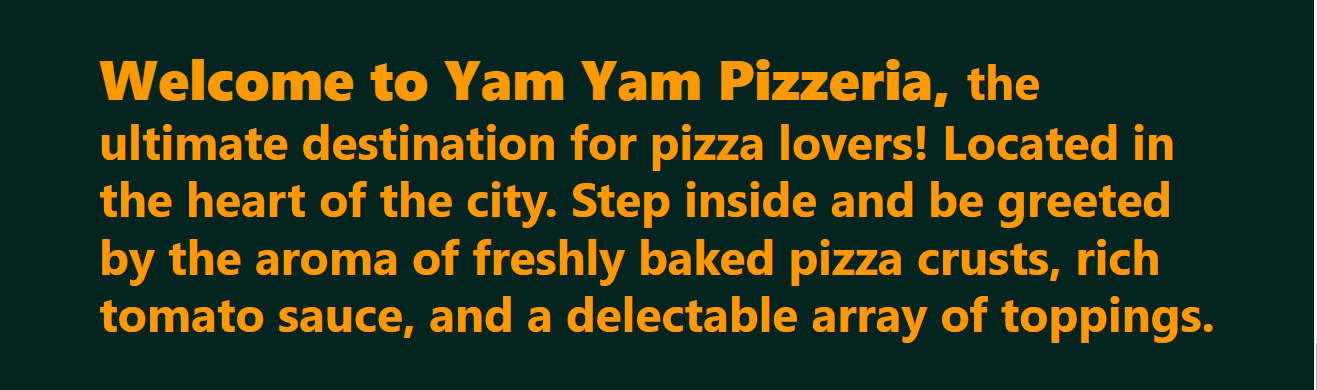 Welcome to Yam Yam Pizzeria, the
ultimate destination for pizza lovers! Located in
the heart of the city. Step inside and be greeted
by the aroma of freshly baked pizza crusts, rich
tomato sauce, and a delectable array of toppings.